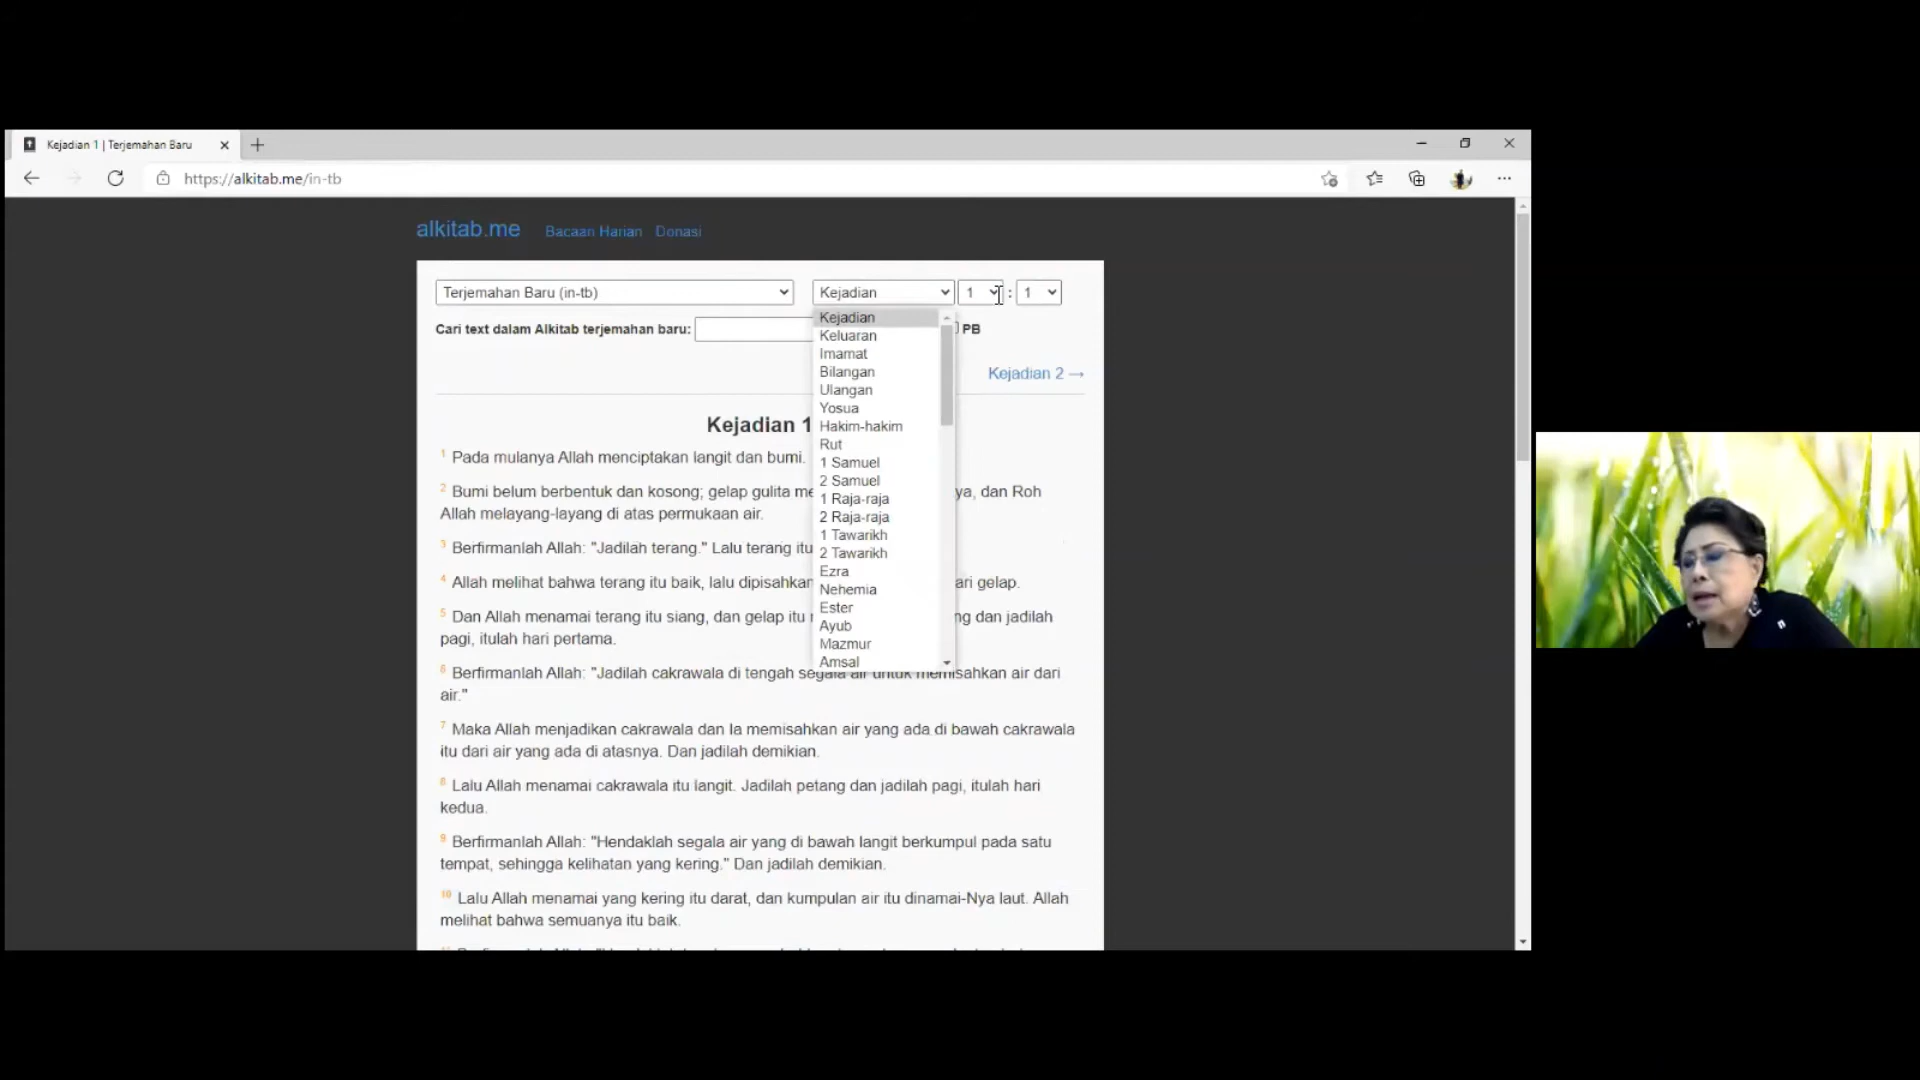 Kejadian 1 | Terjemahan Baru
https://alkitab.me/in-tb
alkitab.me Bacaan Harian Donasi
Terjemahan Baru (in-tb) Kejadian 1 : 1
Cari text dalam Alkitab terjemahan baru: PB
Kejadian
Keluaran
Imamat
Bilangan
Ulangan
Yosua
Hakim-hakim
Rut
1 Samuel
2 Samuel
1 Raja-raja
2 Raja-raja
1 Tawarikh
2 Tawarikh
Ezra
Nehemia
Ester
Ayub
Mazmur
Amsal
Kejadian 2 →
Kejadian 1
1 Pada mulanya Allah menciptakan langit dan bumi.
2 Bumi belum berbentuk dan kosong; gelap gulita ya, dan Roh
Allah melayang-layang di atas permukaan air.
3 Berfirmanlah Allah: "Jadilah terang." Lalu terang itu
4 Allah melihat bahwa terang itu baik, lalu dipisahkan ari gelap.
5 Dan Allah menamai terang itu siang, dan gelap itu ng dan jadilah
pagi, itulah hari pertama.
6 Berfirmanlah Allah: "Jadilah cakrawala di tengah segala air untuk memisahkan air dari
air."
7 Maka Allah menjadikan cakrawala dan Ia memisahkan air yang ada di bawah cakrawala
itu dari air yang ada di atasnya. Dan jadilah demikian.
8 Lalu Allah menamai cakrawala itu langit. Jadilah petang dan jadilah pagi, itulah hari
kedua.
9 Berfirmanlah Allah: "Hendaklah segala air yang di bawah langit berkumpul pada satu
tempat, sehingga kelihatan yang kering." Dan jadilah demikian.
10 Lalu Allah menamai yang kering itu darat, dan kumpulan air itu dinamai-Nya laut. Allah
melihat bahwa semuanya itu baik.